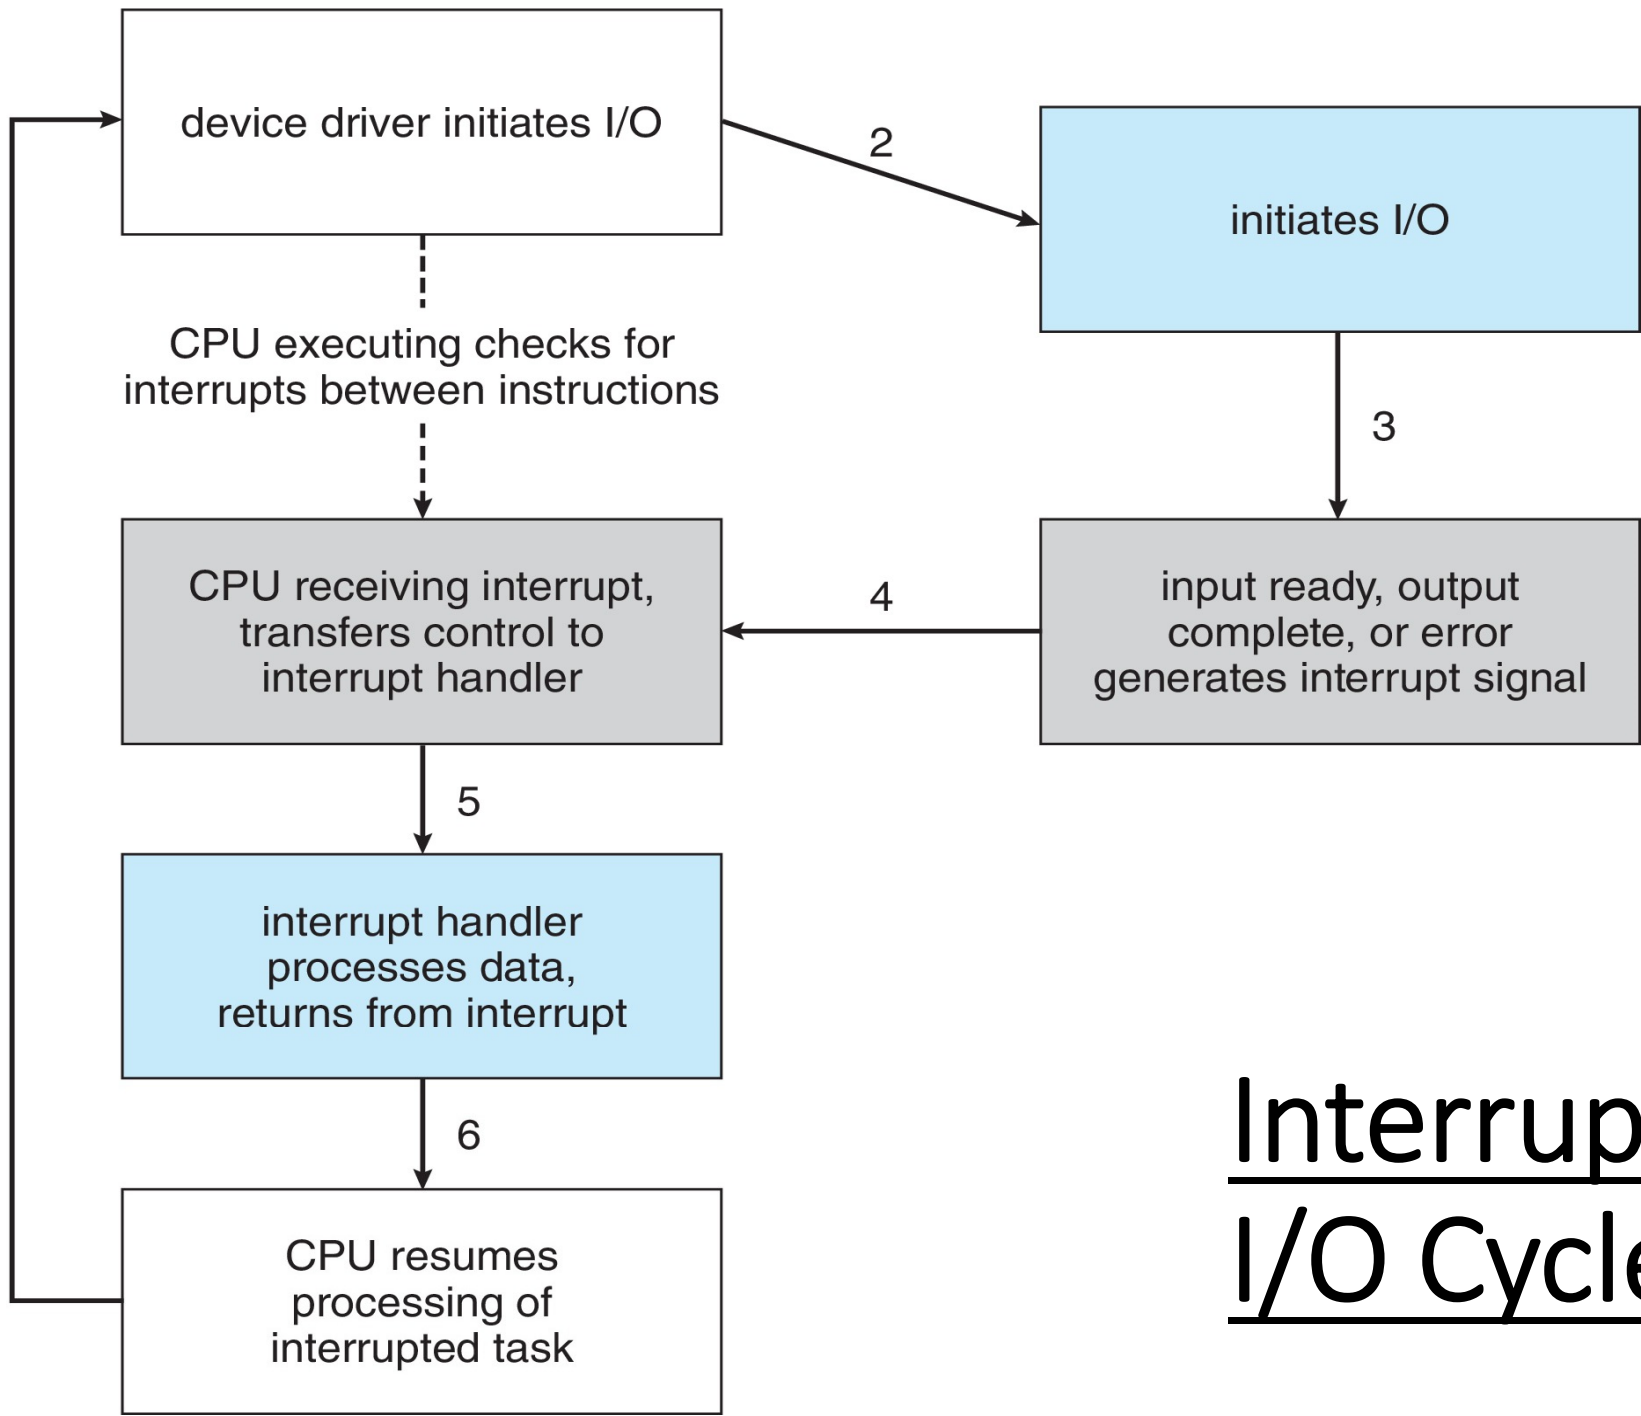 device driver initiates I/O
2
initiates I/O
CPU executing checks for
interrupts between instructions
3
CPU receiving interrupt,
transfers control to
interrupt handler
4
input ready, output
complete, or error
generates interrupt signal
5
interrupt handler
processes data,
returns from interrupt
6
CPU resumes
processing of
interrupted task
Interrup
I/O Cycle